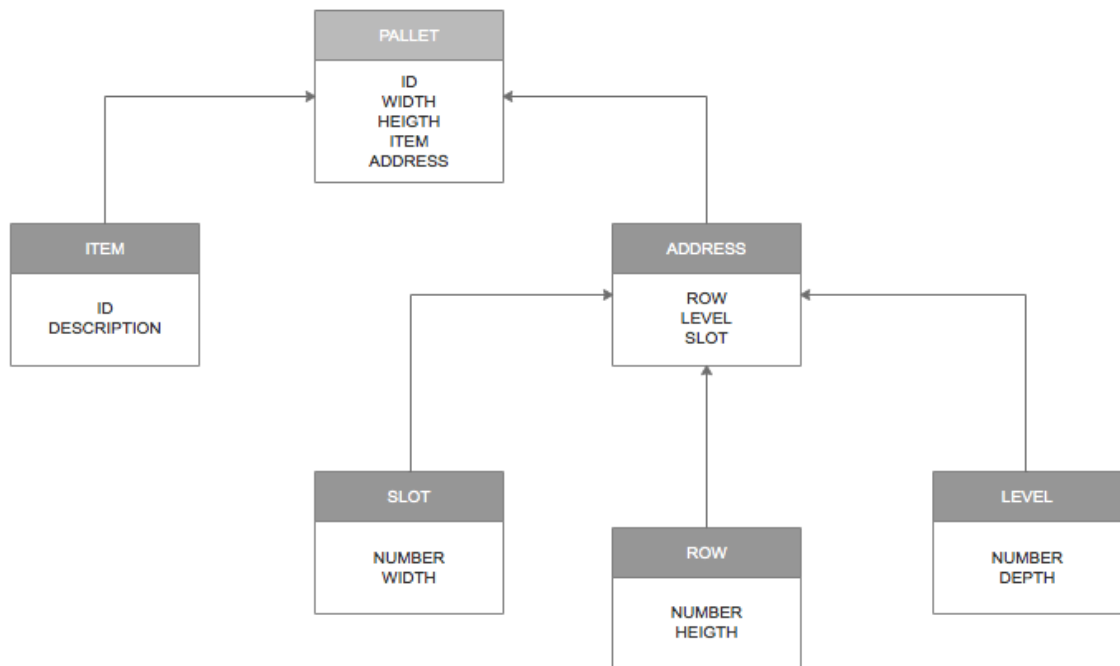 PALLET
ID
WIDTH
HEIGTH
ITEM
ADDRESS
ITEM
ID
DESCRIPTION
ADDRESS
ROW
LEVEL
SLOT
SLOT
NUMBER
WIDTH
ROW
NUMBER
HEIGTH
LEVEL
NUMBER
DEPTH